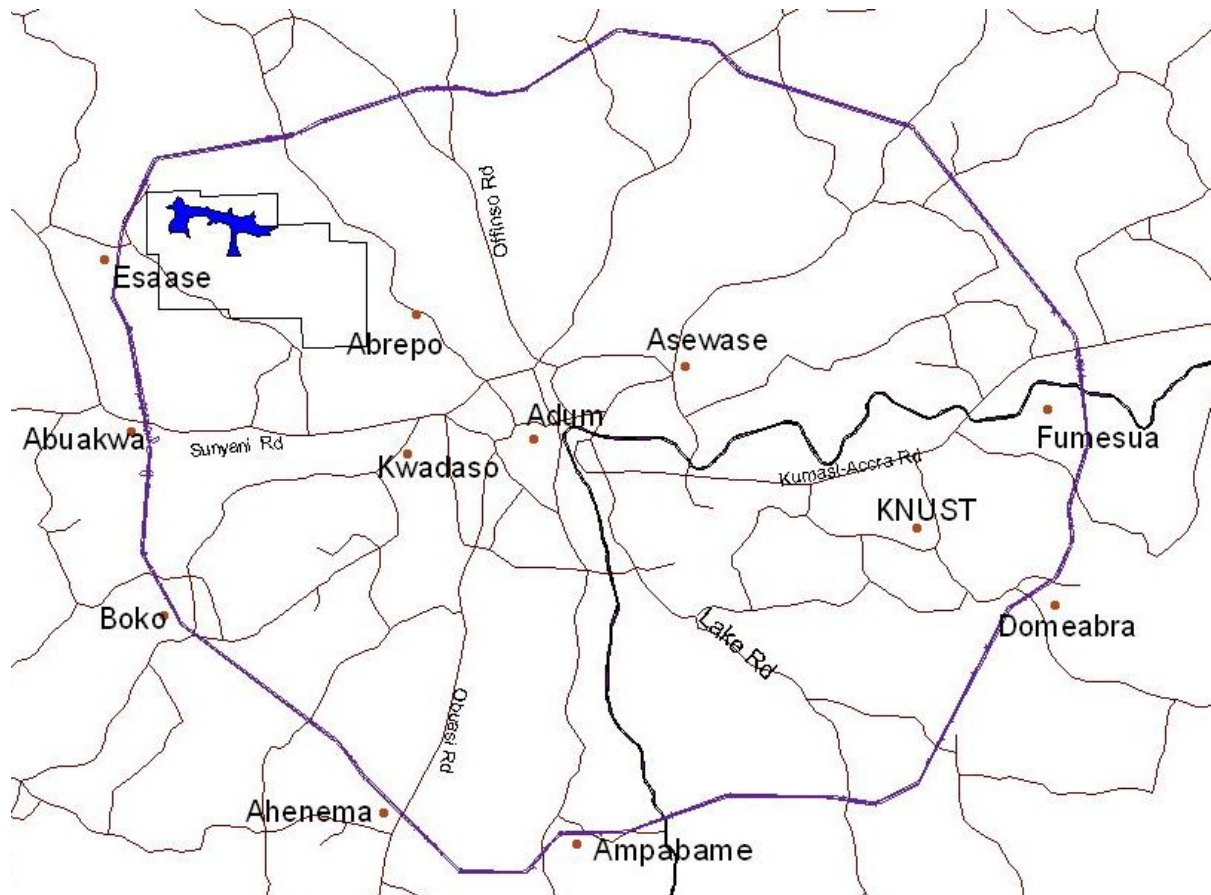 Offinso Rd
Esaase
Abrepo
Asewase
Adum
Abuakwa
Sunyani Rd
Kwadaso
Fumesua
Kumasi-Accra Rd
KNUST
Boko
Lake Rd
Domeabra
Obuasi Rd
Ahenema
Ampabame